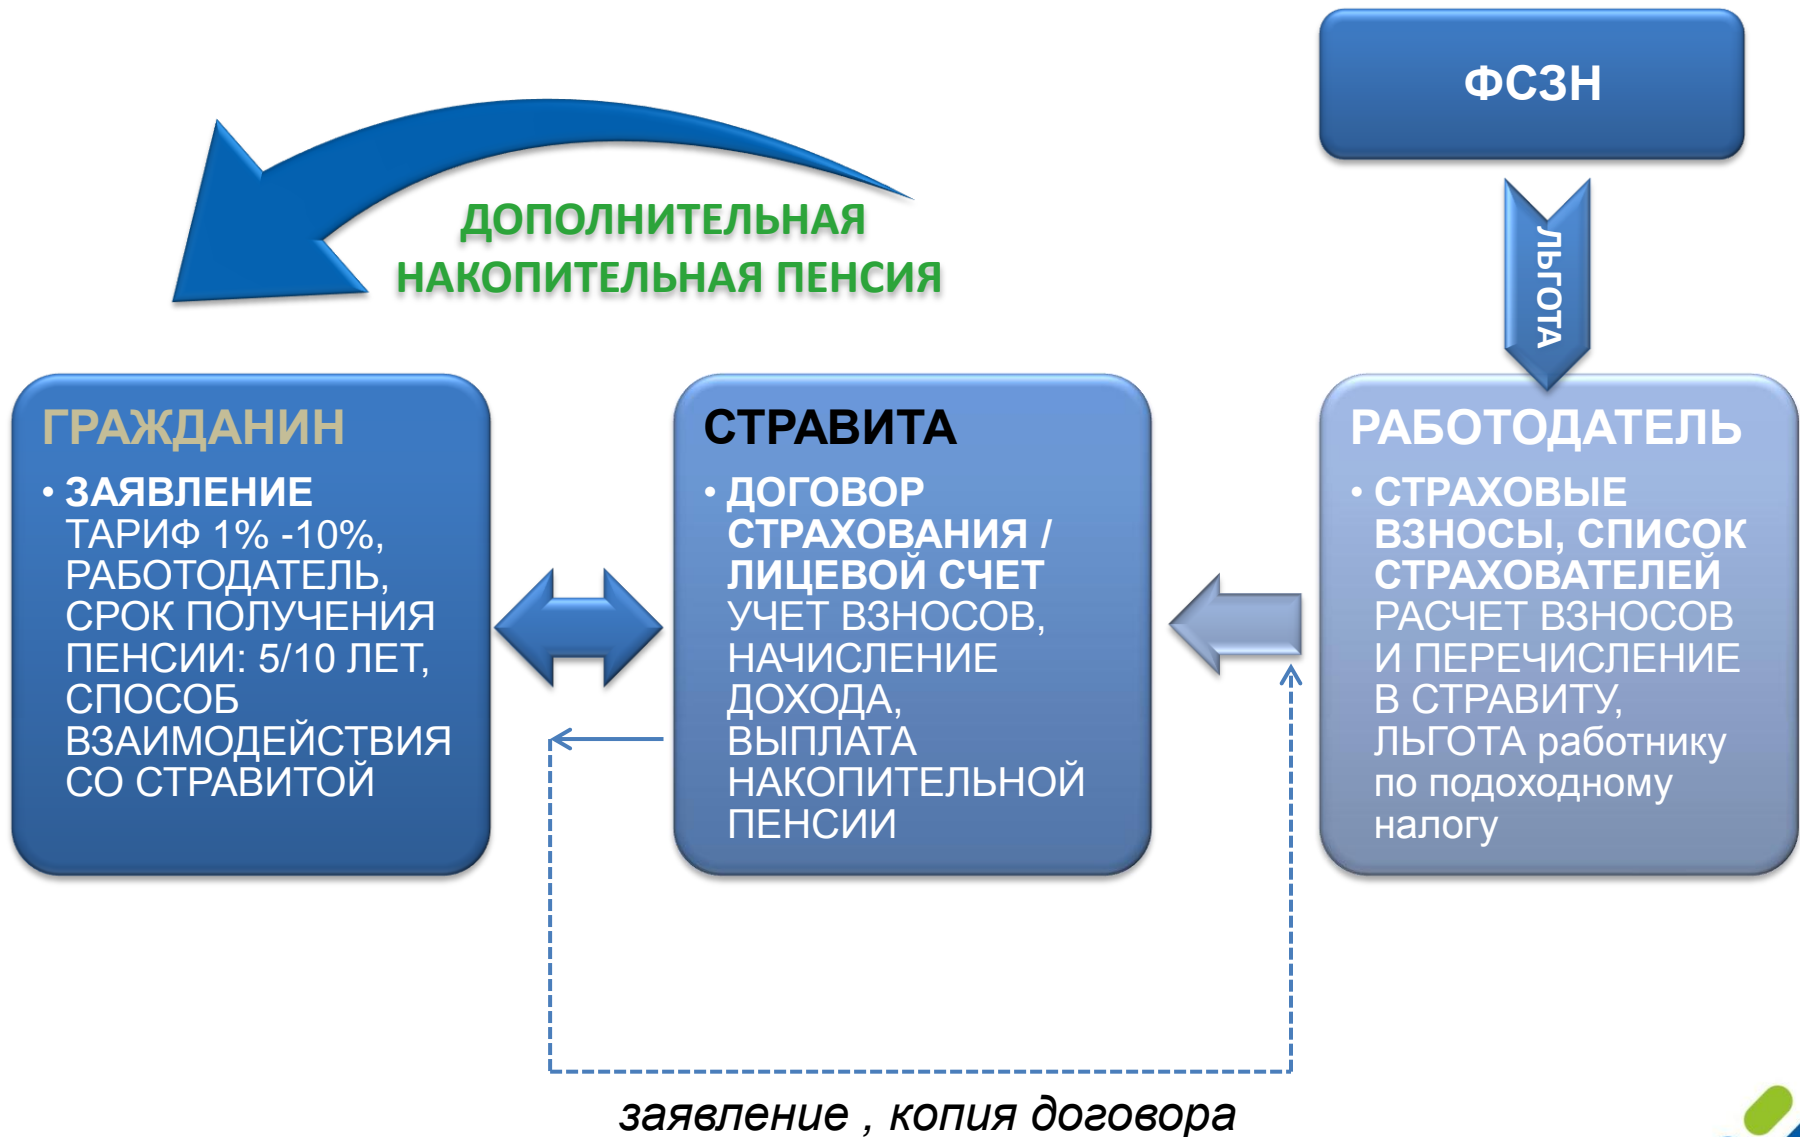 ФСЗН
ЛЬГОТА
ДОПОЛНИТЕЛЬНАЯ
НАКОПИТЕЛЬНАЯ ПЕНСИЯ
ГРАЖДАНИН
• ЗАЯВЛЕНИЕ
ТАРИФ 1% -10%,
РАБОТОДАТЕЛЬ,
СРОК ПОЛУЧЕНИЯ
ПЕНСИИ: 5/10 ЛЕТ,
СПОСОБ
ВЗАИМОДЕЙСТВИЯ
СО СТРАВИТОЙ
СТРАВИТА
• ДОГОВОР
СТРАХОВАНИЯ /
ЛИЦЕВОЙ СЧЕТ
УЧЕТ ВЗНОСОВ,
НАЧИСЛЕНИЕ
ДОХОДА,
ВЫПЛАТА
НАКОПИТЕЛЬНОЙ
ПЕНСИИ
РАБОТОДАТЕЛЬ
• СТРАХОВЫЕ
ВЗНОСЫ, СПИСОК
СТРАХОВАТЕЛЕЙ
РАСЧЕТ ВЗНОСОВ
И ПЕРЕЧИСЛЕНИЕ
В СТРАВИТУ,
ЛЬГОТА работнику
по подоходному
налогу
заявление , копия договора